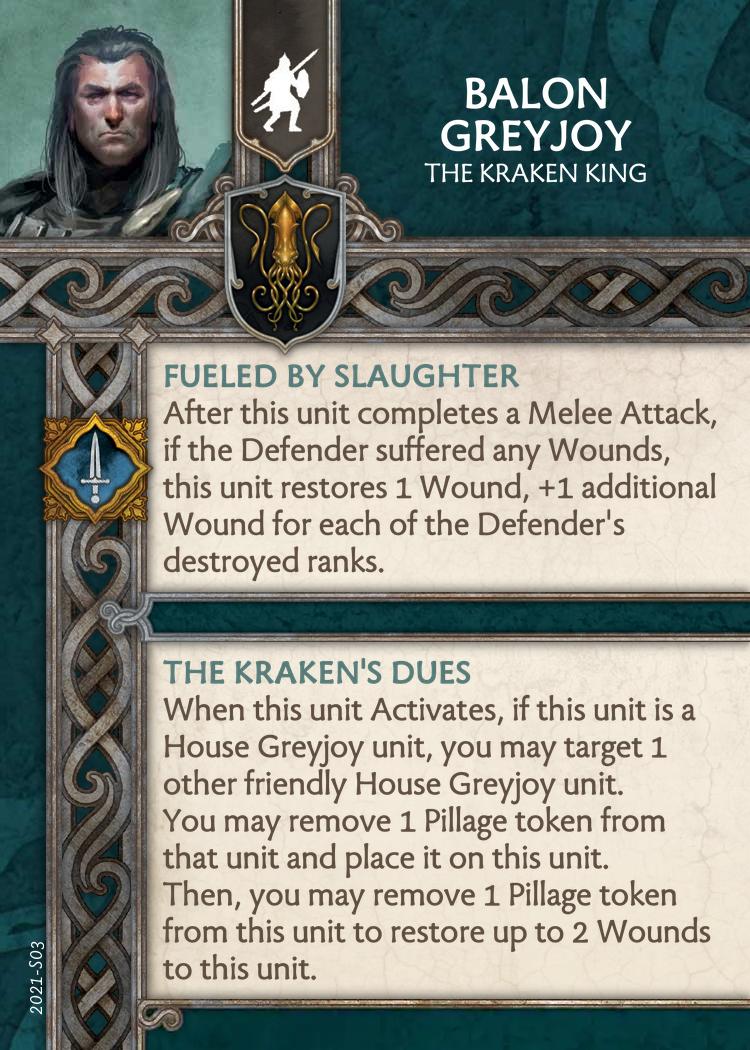 BALON
GREYJOY
THE KRAKEN KING
FUELED BY SLAUGHTER
After this unit completes a Melee Attack,
if the Defender suffered any Wounds,
this unit restores 1 Wound, +1 additional
Wound for each of the Defender's
destroyed ranks.
THE KRAKEN'S DUES
When this unit Activates, if this unit is a
House Greyjoy unit, you may target 1
other friendly House Greyjoy unit.
You may remove 1 Pillage token from
that unit and place it on this unit.
Then, you may remove 1 Pillage token
from this unit to restore up to 2 Wounds
to this unit.
2021-S03